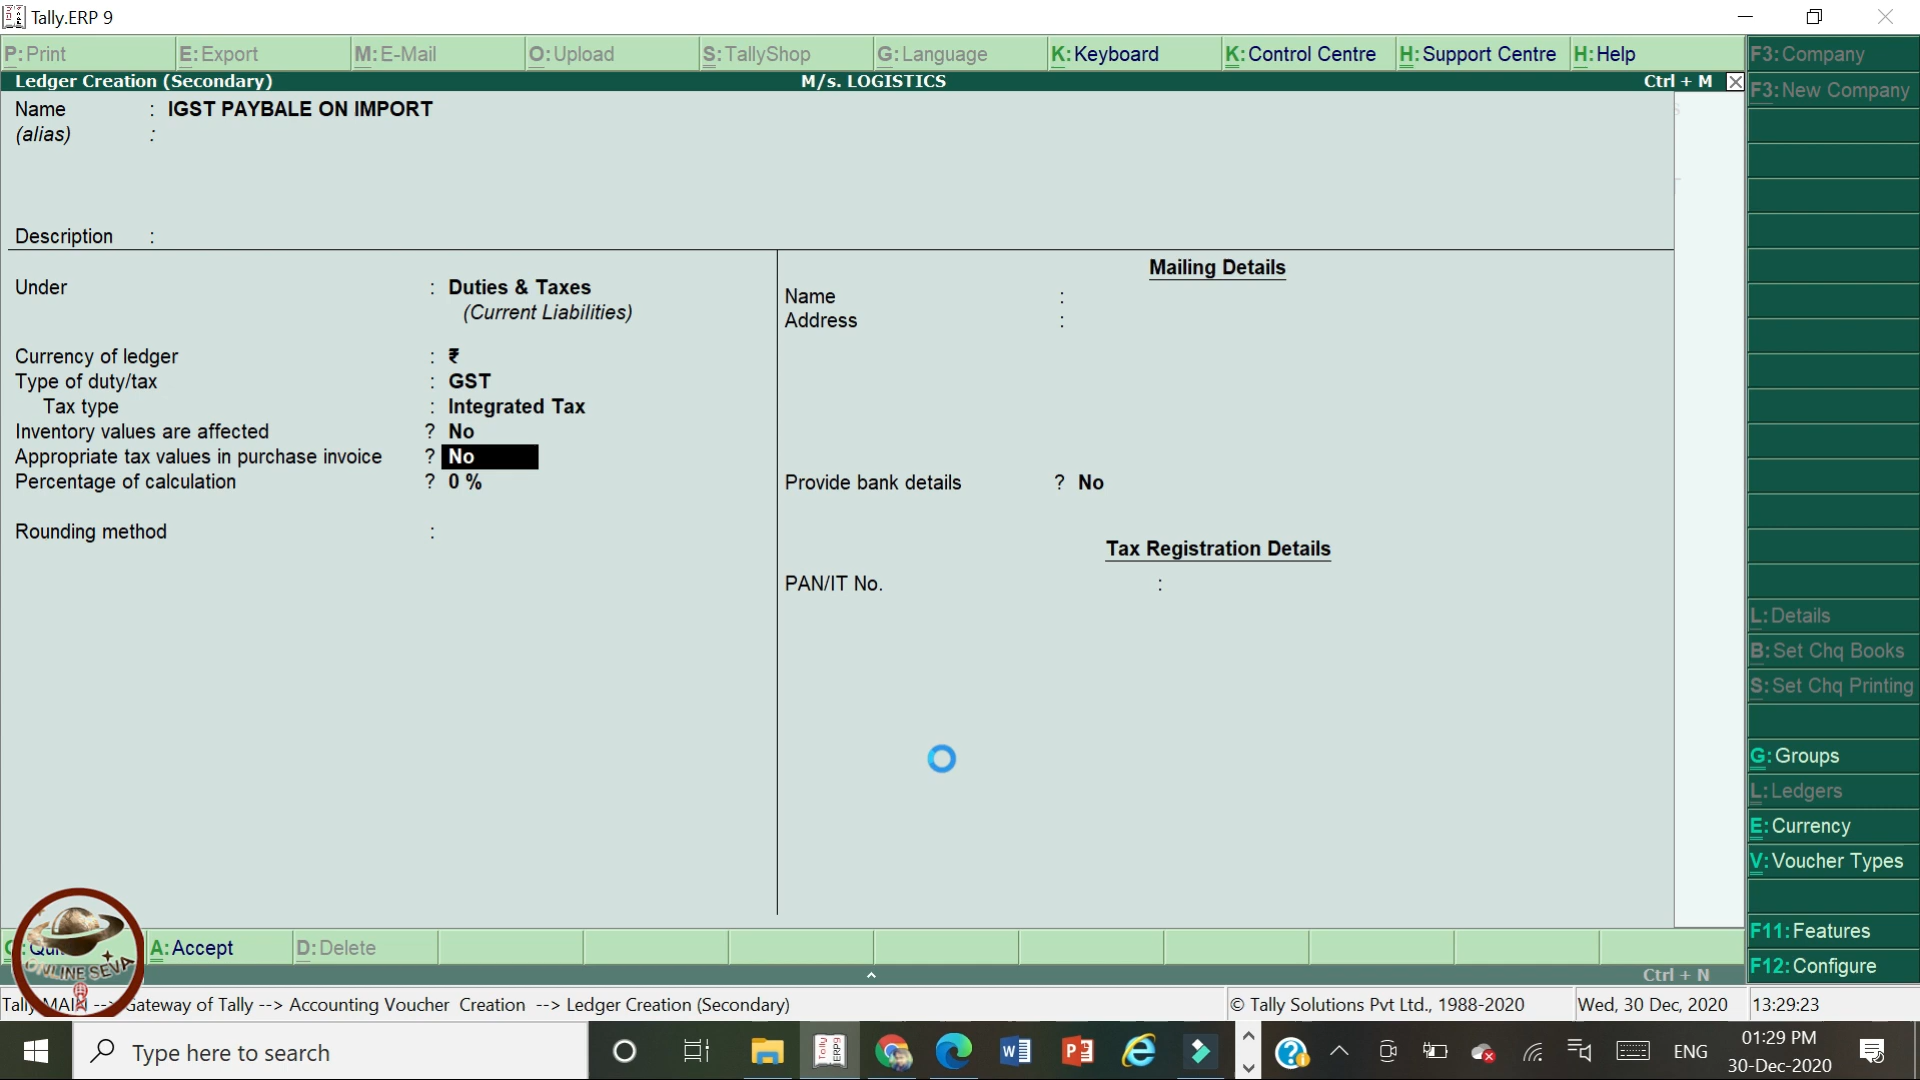 Tally.ERP 9
P: Print E: Export M: E-Mail O: Upload S: TallyShop G: Language K: Keyboard K: Control Centre H: Support Centre H: Help
Ledger Creation (Secondary) M/s. LOGISTICS Ctrl + M
Name : IGST PAYBALE ON IMPORT
(alias) :
Description :
Under : Duties & Taxes
(Current Liabilities)
Currency of ledger : ₹
Type of duty/tax : GST
Tax type : Integrated Tax
Inventory values are affected ? No
Appropriate tax values in purchase invoice ? No
Percentage of calculation ? 0 %
Rounding method :
Mailing Details
Name :
Address :
Provide bank details ? No
Tax Registration Details
PAN/IT No. :
F3: Company
F3: New Company
L: Details
B: Set Chq Books
S: Set Chq Printing
G: Groups
L: Ledgers
E: Currency
V: Voucher Types
F11: Features
F12: Configure
A: Accept D: Delete
ONLINE SEVA
Ctrl + N
Tally MAIN --> Gateway of Tally --> Accounting Voucher Creation --> Ledger Creation (Secondary) © Tally Solutions Pvt Ltd., 1988-2020 Wed, 30 Dec, 2020 13:29:23
Type here to search
ENG
01:29 PM
30-Dec-2020